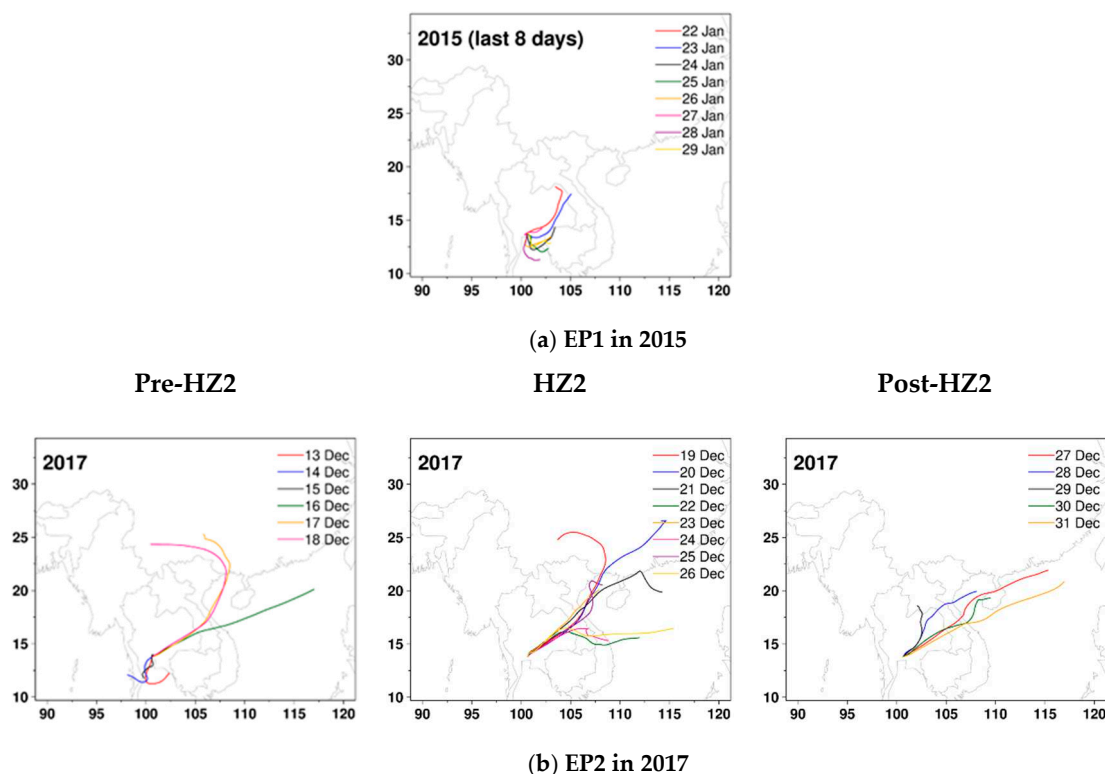 2015 (last 8 days)
22 Jan
23 Jan
24 Jan
25 Jan
26 Jan
27 Jan
28 Jan
29 Jan
30
25
20
15
10
90 95 100 105 110 115 120
(a) EP1 in 2015
Pre-HZ2 HZ2 Post-HZ2
2017
13 Dec
14 Dec
15 Dec
16 Dec
17 Dec
18 Dec
30
25
20
15
10
90 95 100 105 110 115 120
2017
19 Dec
20 Dec
21 Dec
22 Dec
23 Dec
24 Dec
25 Dec
26 Dec
30
25
20
15
10
90 95 100 105 110 115 120
2017
27 Dec
28 Dec
29 Dec
30 Dec
31 Dec
30
25
20
15
10
90 95 100 105 110 115 120
(b) EP2 in 2017